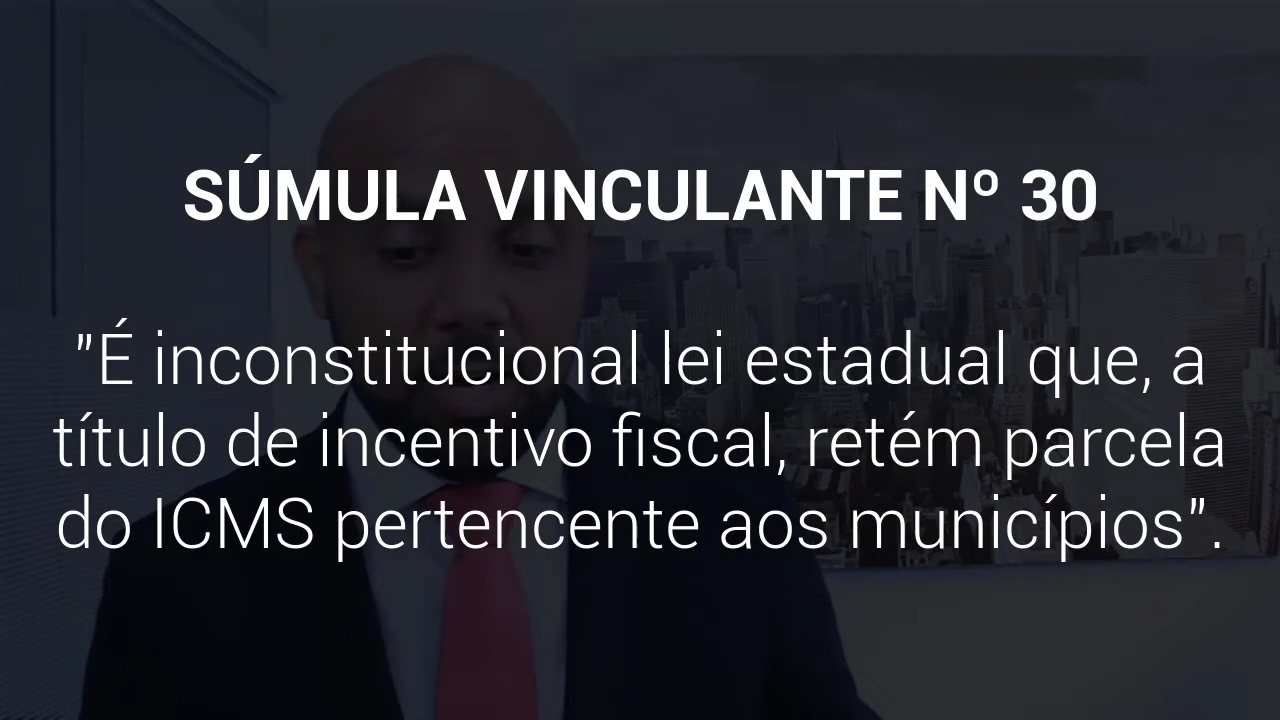 SÚMULA VINCULANTE Nº 30
"É inconstitucional lei estadual que, a
título de incentivo fiscal, retém parcela
do ICMS pertencente aos municípios".